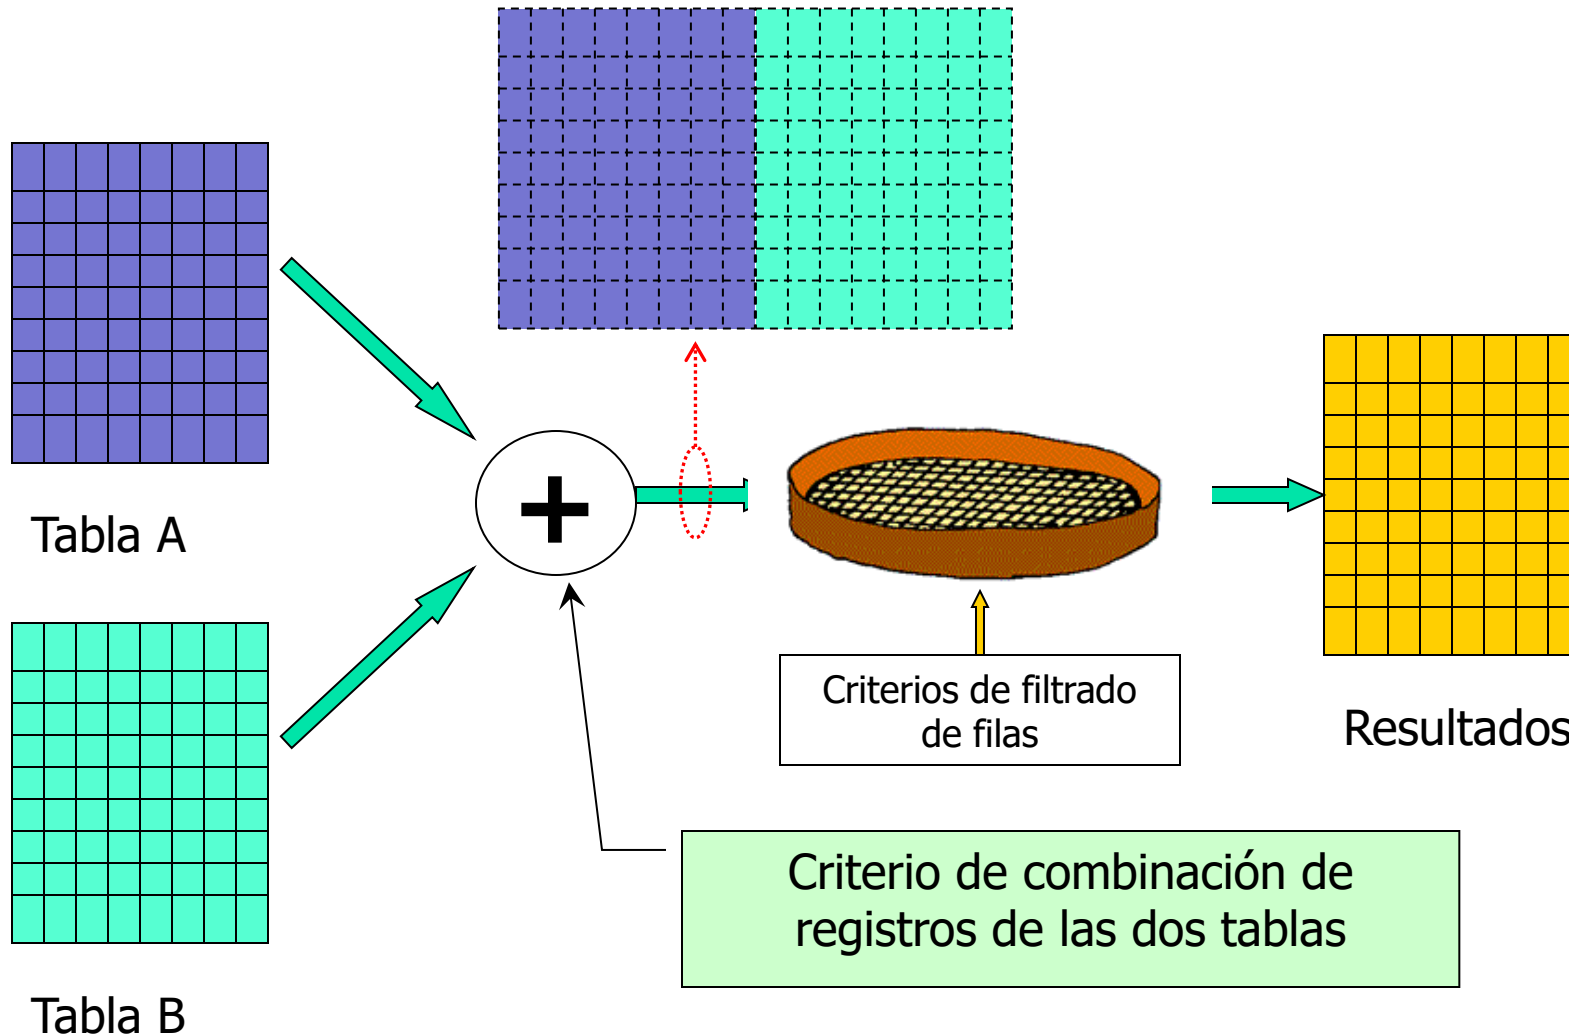 Tabla A
+
Criterios de filtrado
de filas
Resultados
Criterio de combinación de
registros de las dos tablas
Tabla B